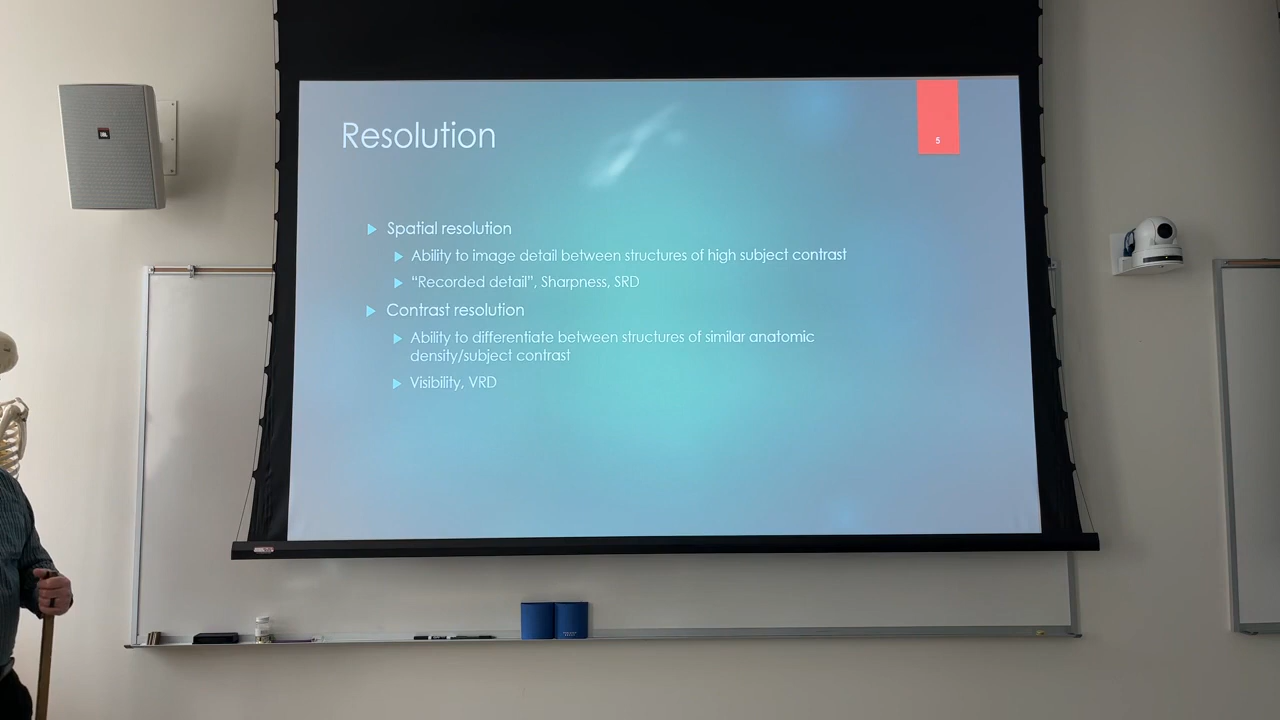 Resolution
5
Spatial resolution
Ability to image detail between structures of high subject contrast
“Recorded detail”, Sharpness, SRD
Contrast resolution
Ability to differentiate between structures of similar anatomic
density/subject contrast
Visibility, VRD
JBL